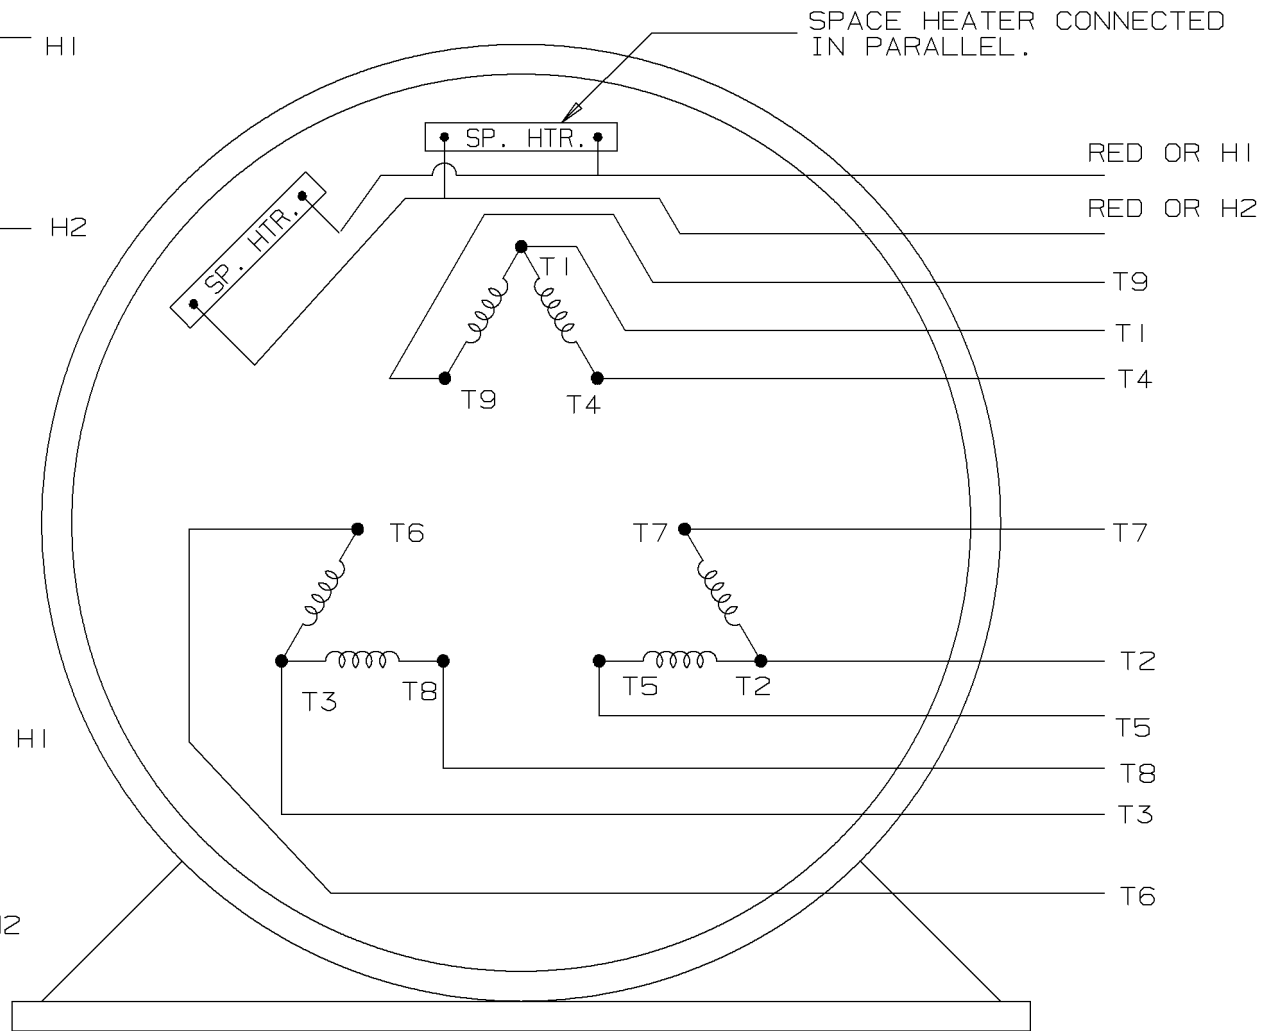 H1
SPACE HEATER CONNECTED
IN PARALLEL.
SP. HTR.
RED OR H1
SP. HTR.
RED OR H2
H2
T1
T9
T1
T9
T4
T4
T6
T7
T7
T3
T8
T5
T2
T2
T5
H1
T8
T3
T6